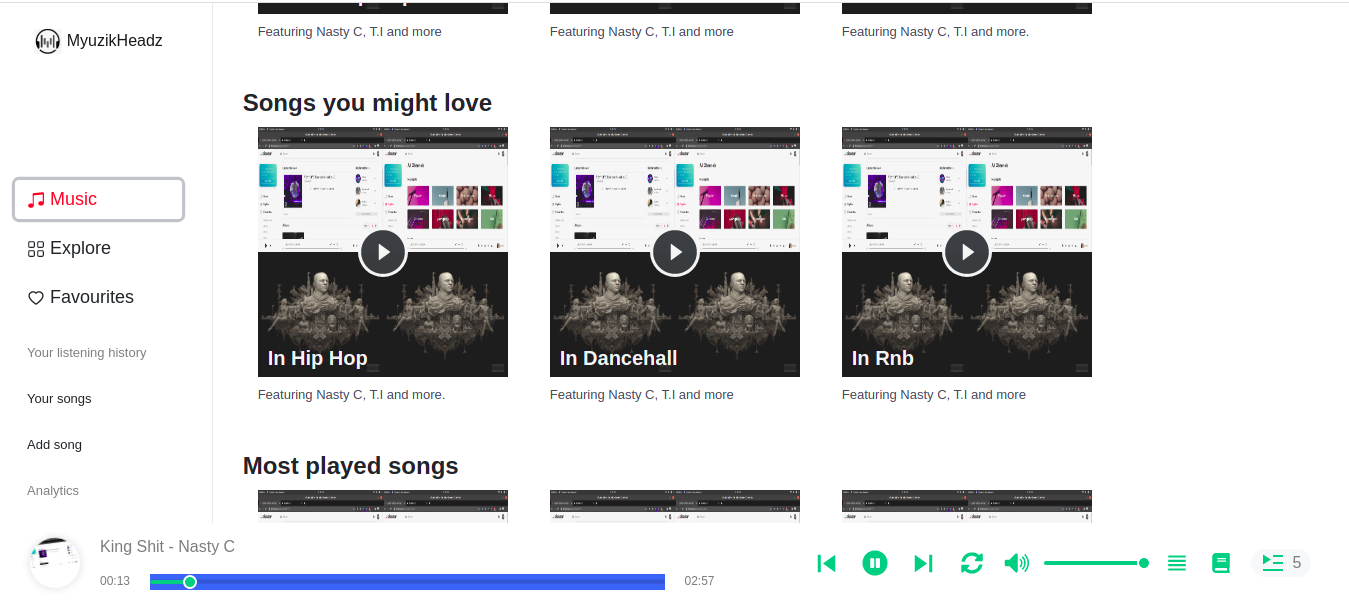 MyuzikHeadz
Music
Explore
Favourites
Your listening history
Your songs
Add song
Analytics
Featuring Nasty C, T.I and more
Featuring Nasty C, T.I and more
Featuring Nasty C, T.I and more.
Songs you might love
In Hip Hop
In Dancehall
In Rnb
Featuring Nasty C, T.I and more.
Featuring Nasty C, T.I and more
Featuring Nasty C, T.I and more
Most played songs
King Shit - Nasty C
00:13
02:57
5